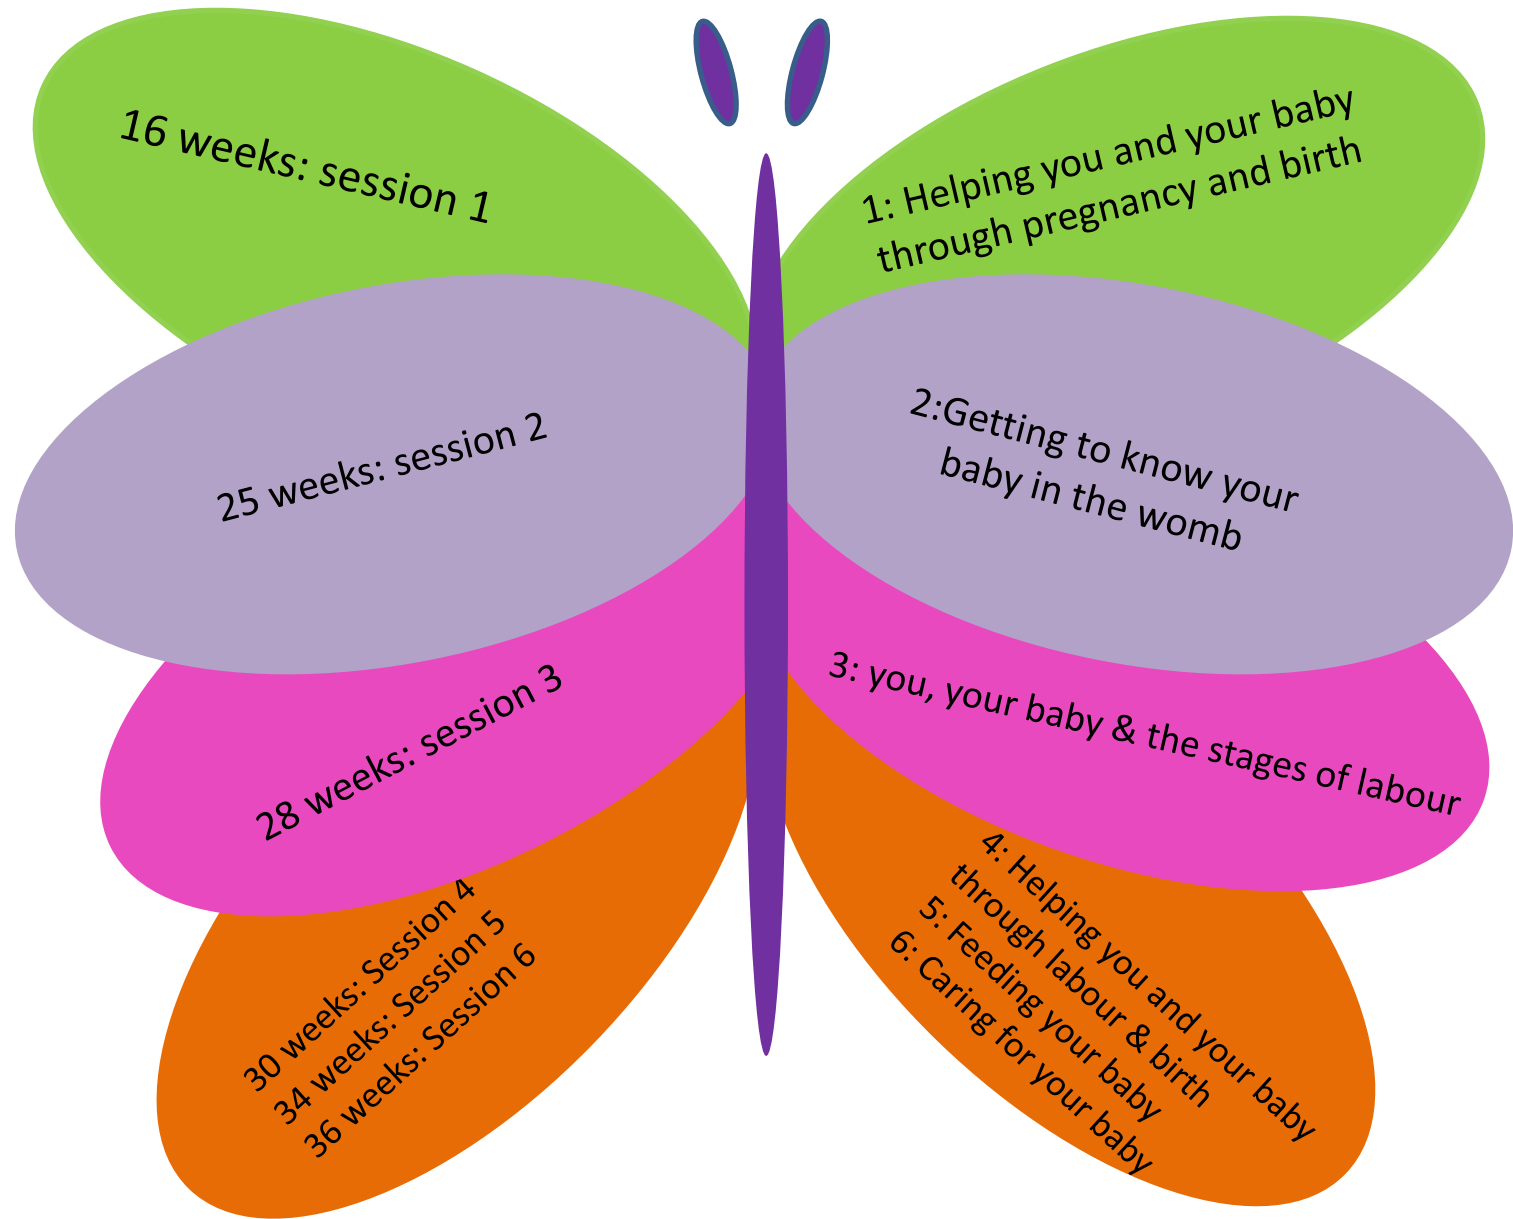 16 weeks: session 1
1: Helping you and your baby
through pregnancy and birth
25 weeks: session 2
2:Getting to know your
baby in the womb
28 weeks: session 3
3: you, your baby & the stages of labour
30 weeks: Session 4
34 weeks: Session 5
36 weeks: Session 6
4: Helping you and your baby
through labour & birth
5: Feeding your baby
6: Caring for your baby